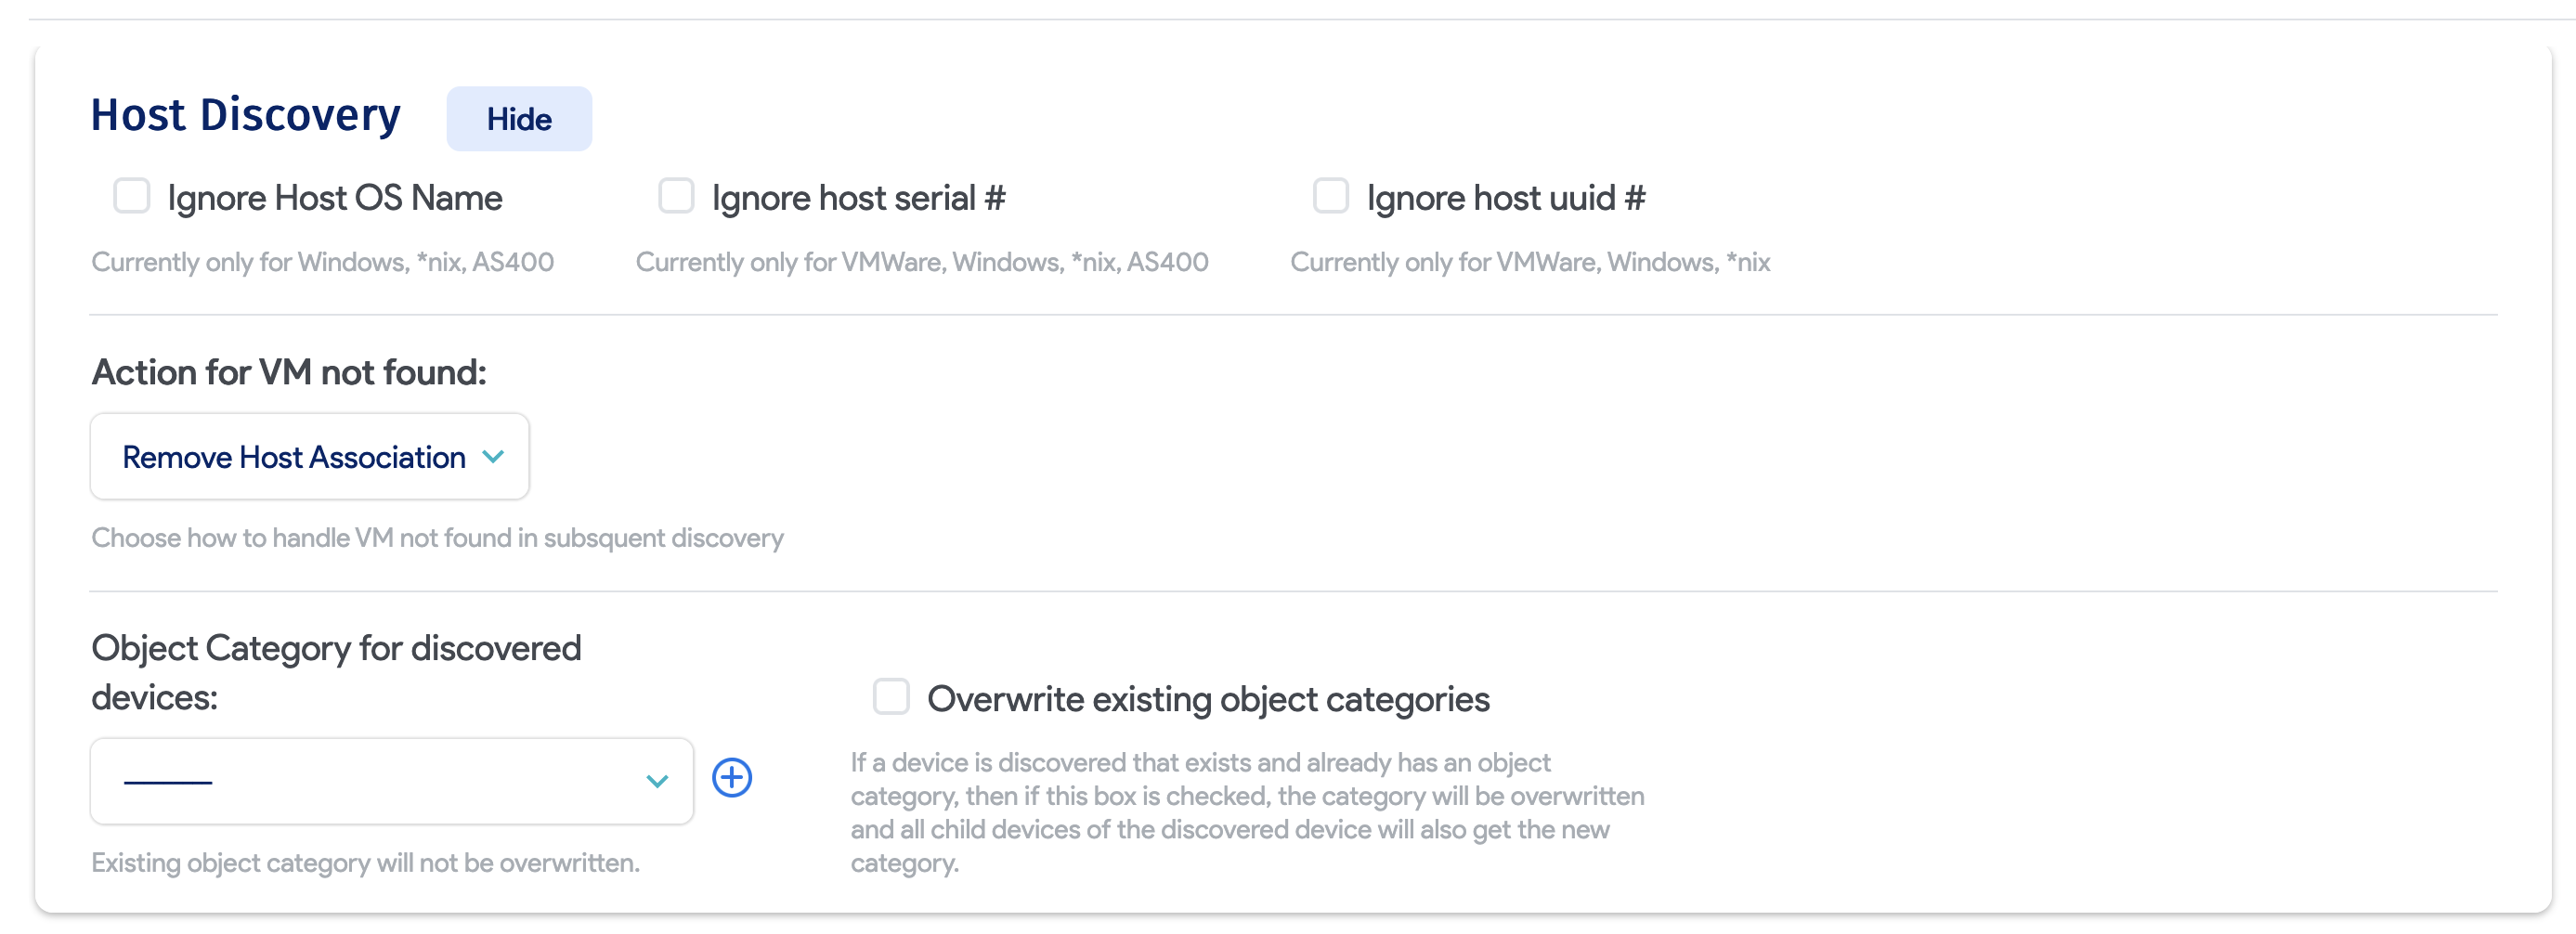 Host Discovery Hide
Ignore Host OS Name Ignore host serial # Ignore host uuid #
Currently only for Windows, *nix, AS400 Currently only for VMWare, Windows, *nix, AS400 Currently only for VMWare, Windows, *nix
Action for VM not found:
Remove Host Association
Choose how to handle VM not found in subsquent discovery
Object Category for discovered
devices:
---------
Existing object category will not be overwritten.
Overwrite existing object categories
If a device is discovered that exists and already has an object
category, then if this box is checked, the category will be overwritten
and all child devices of the discovered device will also get the new
category.